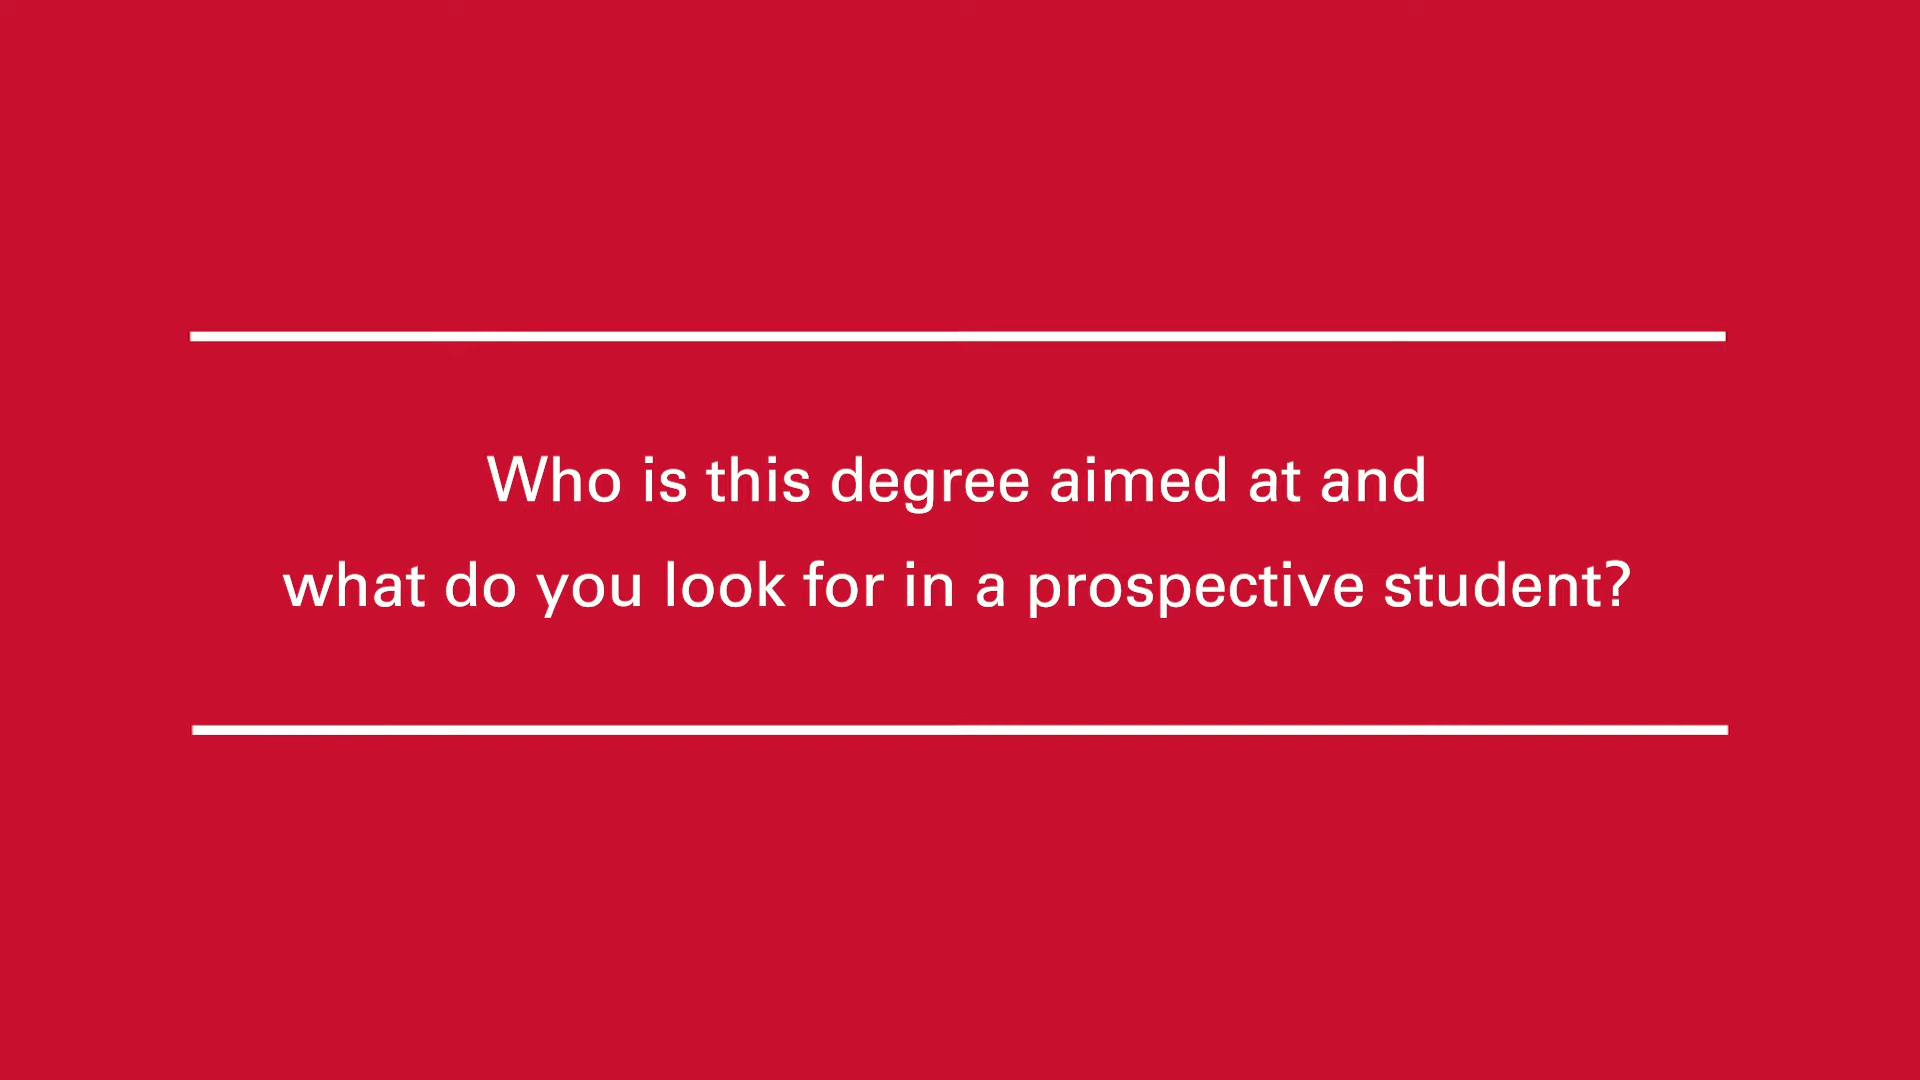 Who is this degree aimed at and
what do you look for in a prospective student?